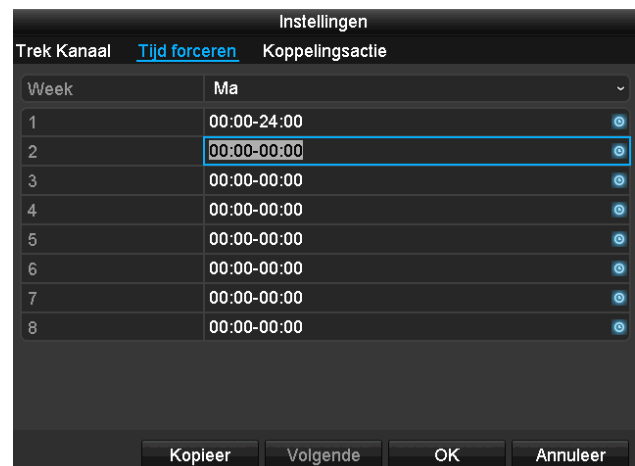 Instellingen
Trek Kanaal Tijd forceren Koppelingsactie
Week Ma
1 00:00-24:00
2 00:00-00:00
3 00:00-00:00
4 00:00-00:00
5 00:00-00:00
6 00:00-00:00
7 00:00-00:00
8 00:00-00:00
Kopieer Volgende OK Annuleer